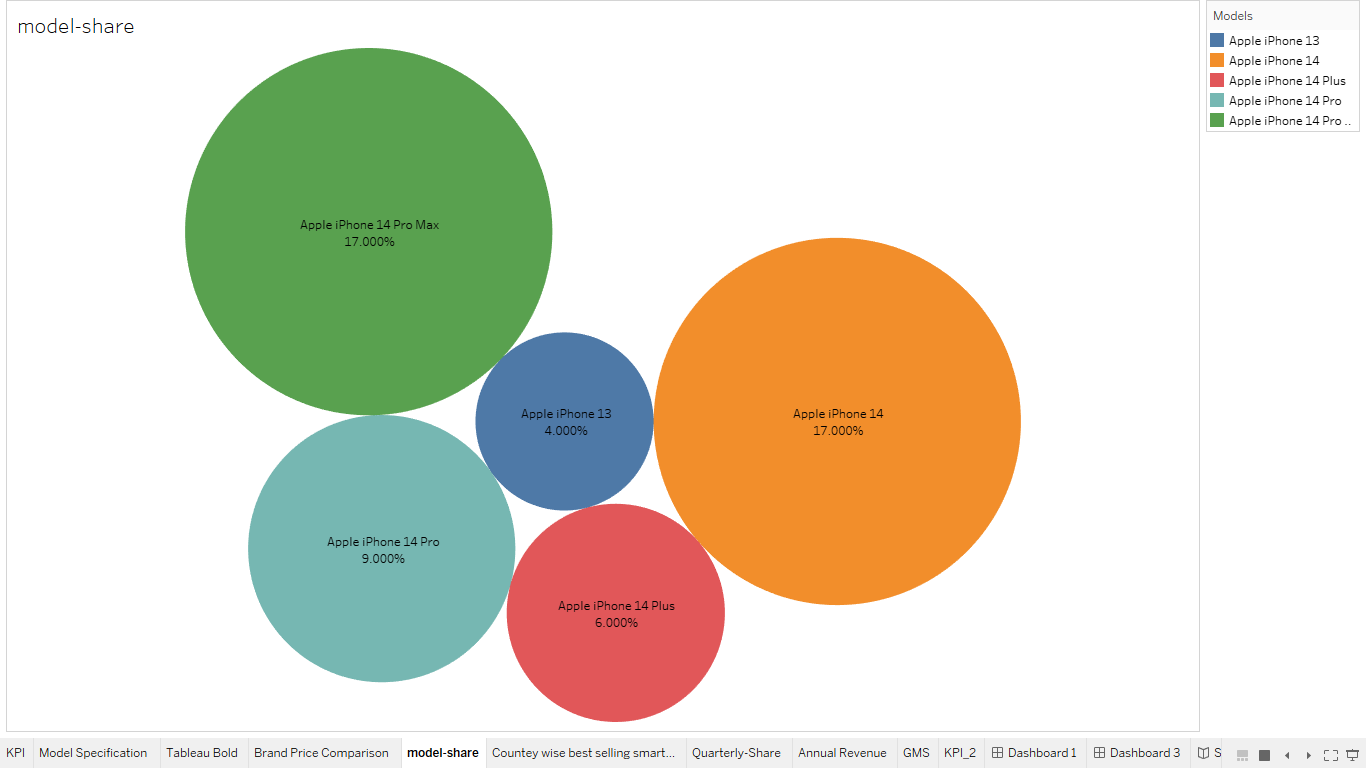 model-share
Apple iPhone 14 Pro Max
17.000%
Apple iPhone 13
4.000%
Apple iPhone 14
17.000%
Apple iPhone 14 Pro
9.000%
Apple iPhone 14 Plus
6.000%
Models
Apple iPhone 13
Apple iPhone 14
Apple iPhone 14 Plus
Apple iPhone 14 Pro
Apple iPhone 14 Pro ..
KPI Model Specification Tableau Bold Brand Price Comparison model-share Countey wise best selling smart... Quarterly-Share Annual Revenue GMS KPI_2 Dashboard 1 Dashboard 3 S